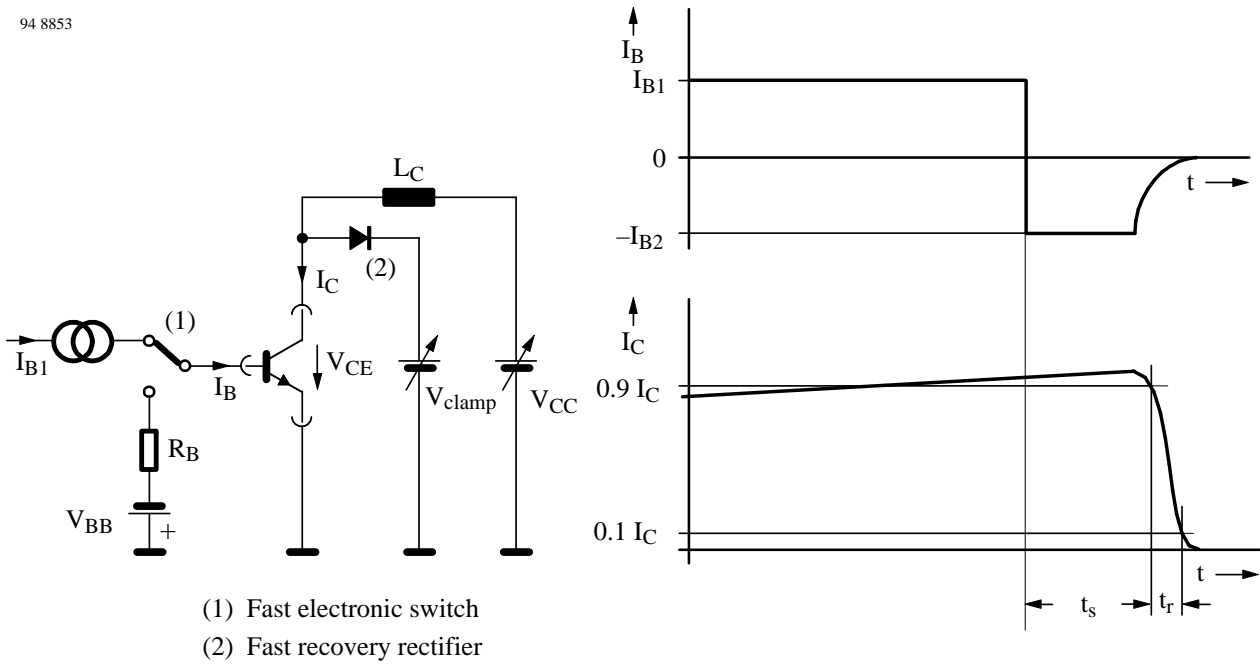 94 8853
I_B
I_B1
0
t
–I_B2
L_C
(2)
I_C
I_C
(1)
I_B1
I_B
V_CE
V_clamp
V_CC
0.9 I_C
R_B
V_BB
+
0.1 I_C
t
t_s
t_r
(1) Fast electronic switch
(2) Fast recovery rectifier